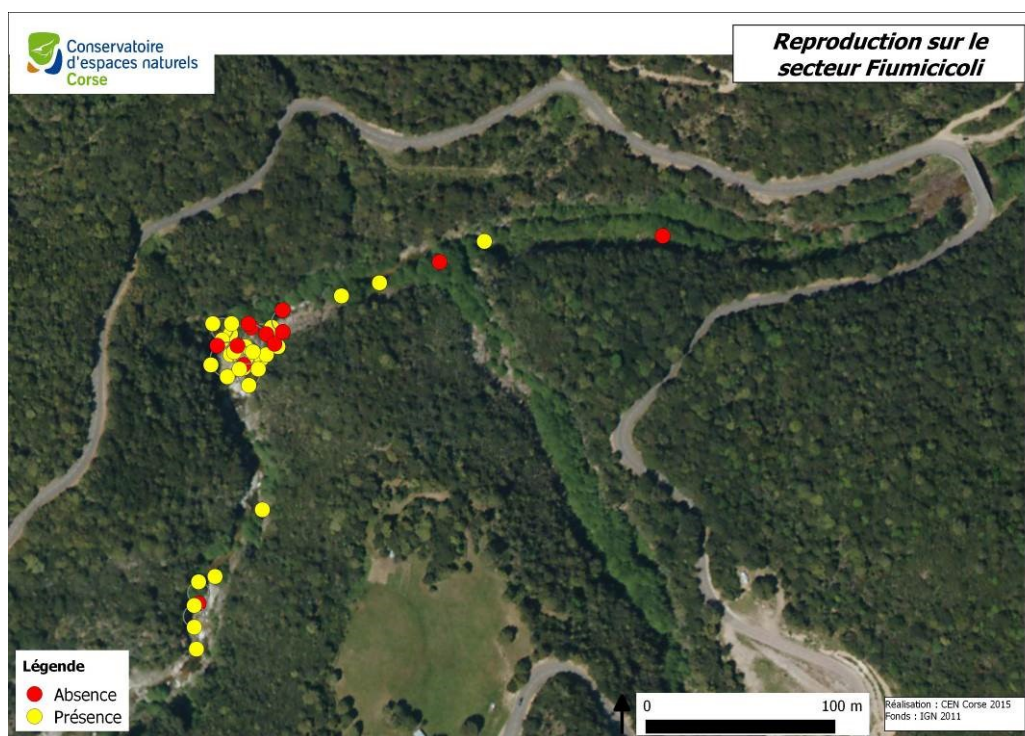 Conservatoire
d'espaces naturels
Corse
Reproduction sur le
secteur Fiumicicoli
Légende
Absence
Présence
0 100 m
Réalisation : CEN Corse 2015
Fonds : IGN 2011